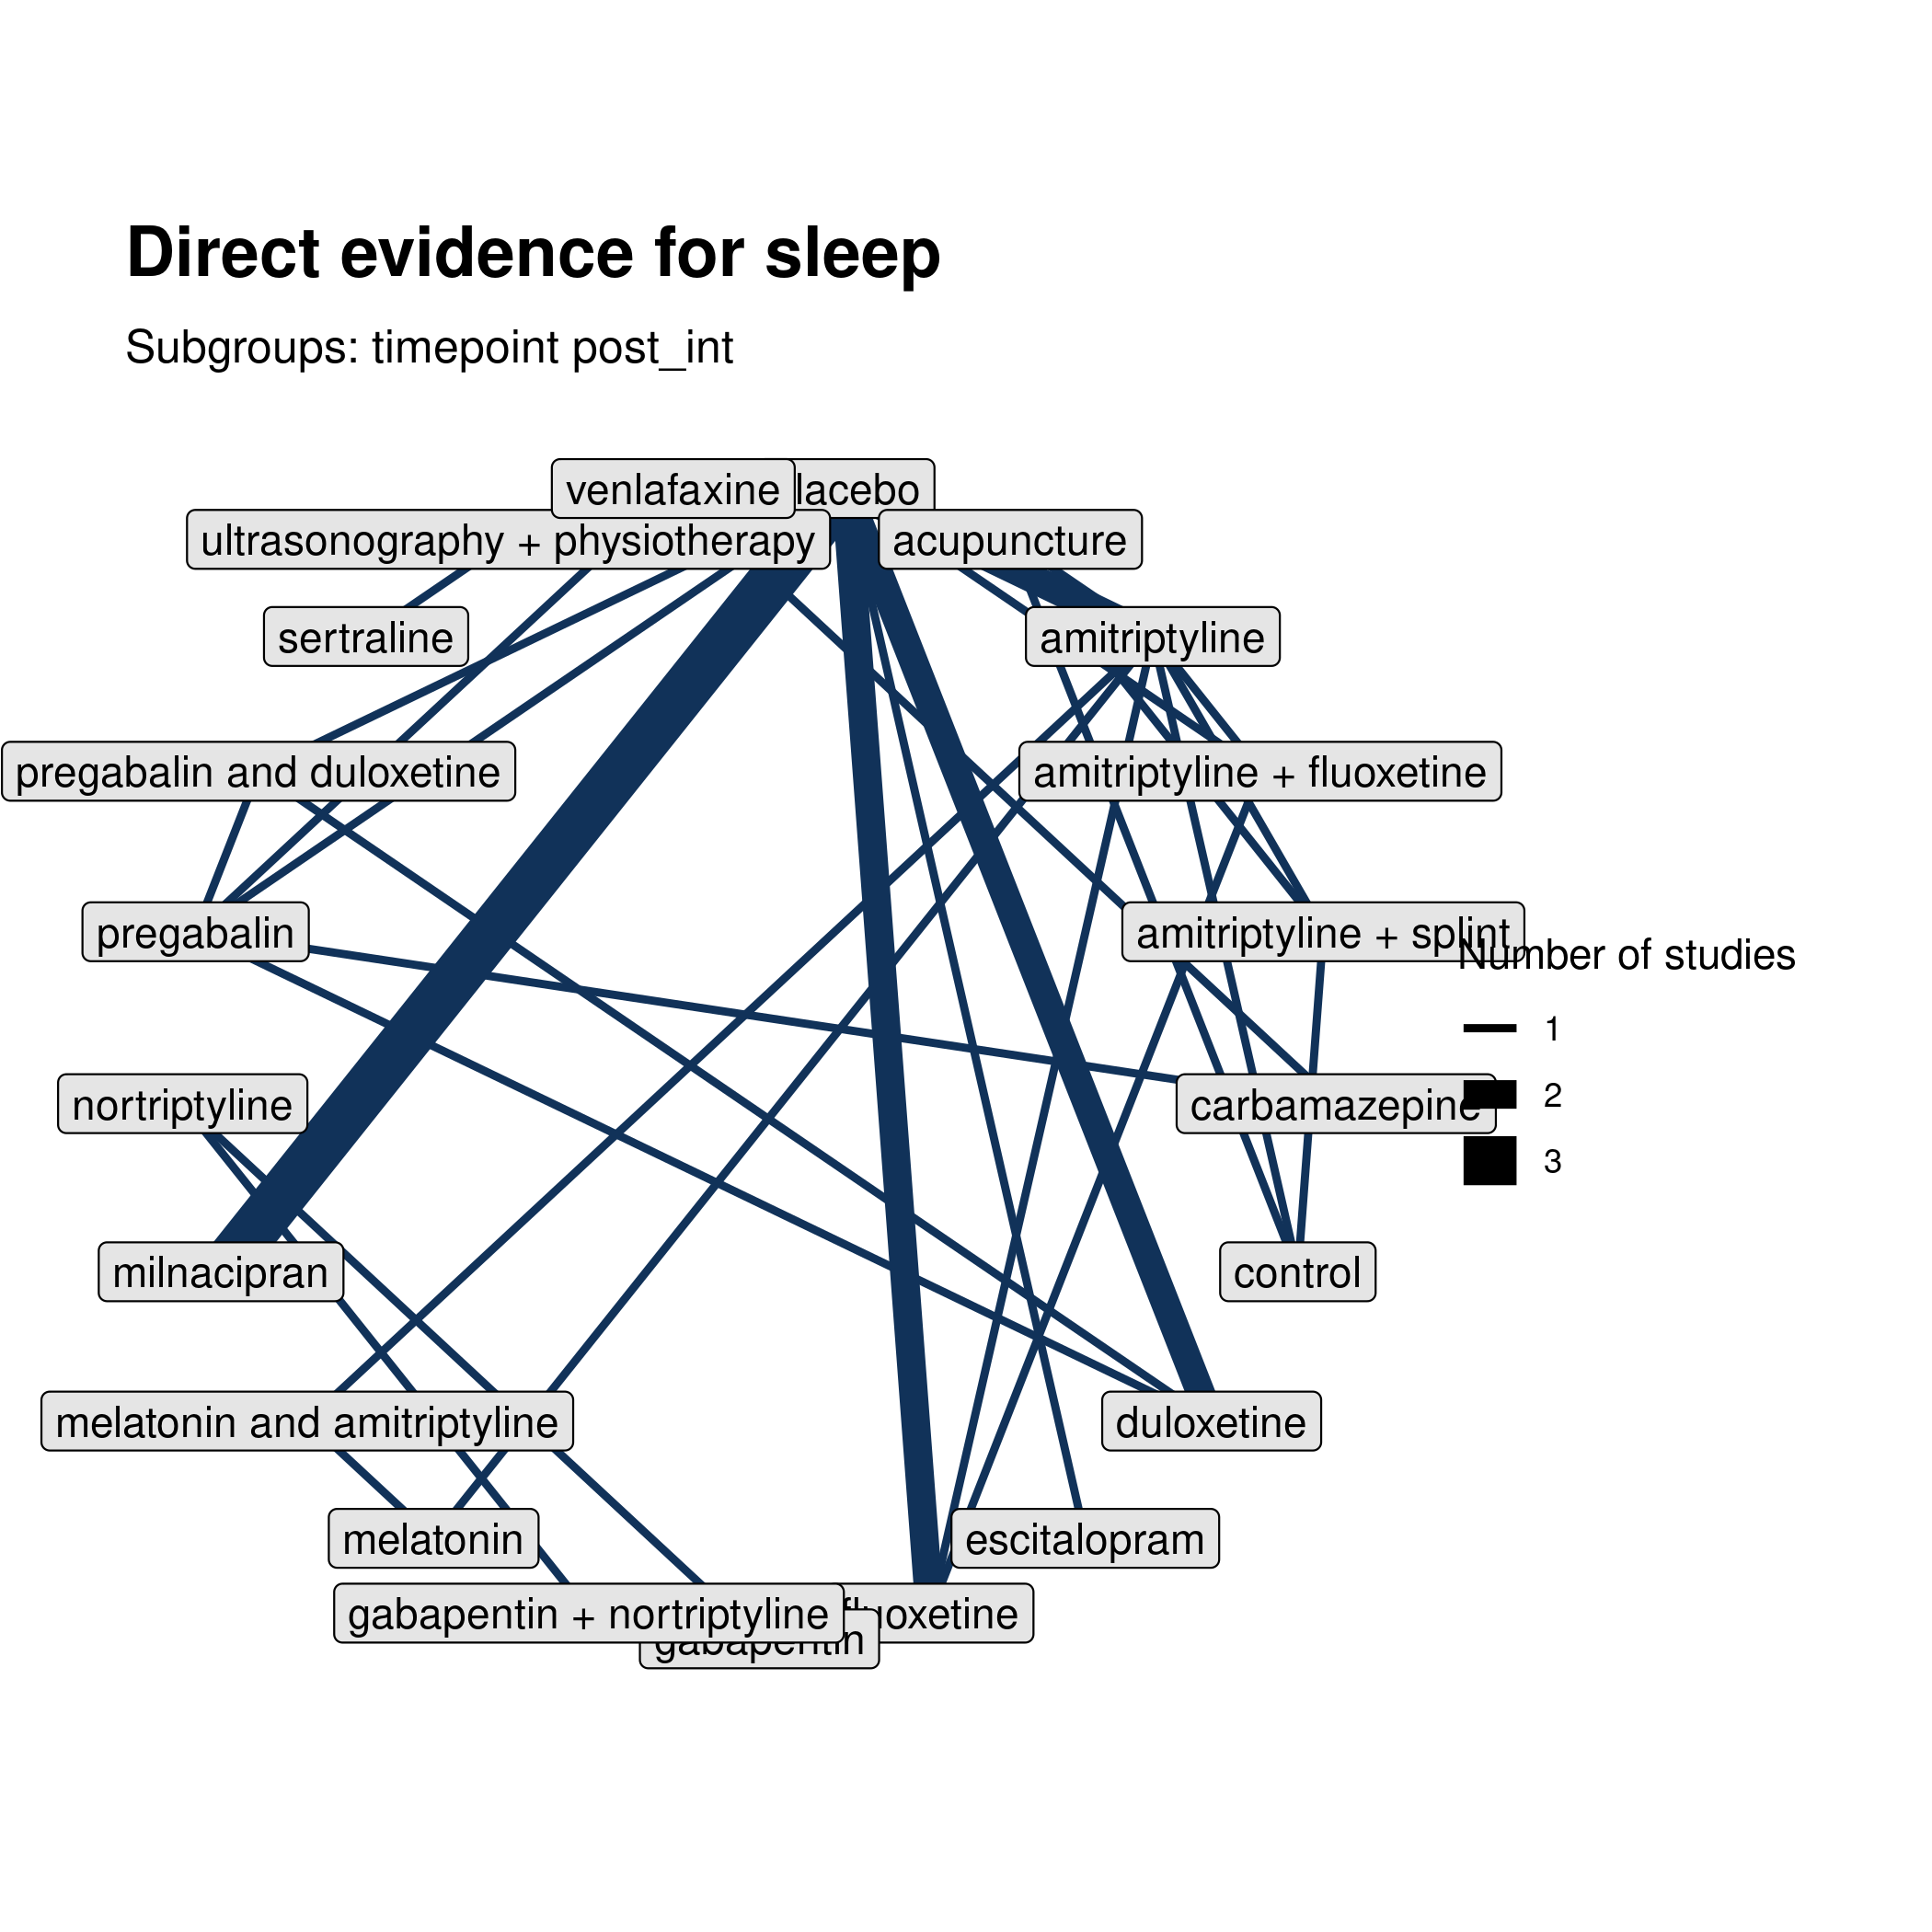 Direct evidence for sleep
Subgroups: timepoint post_int
venlafaxine
lacebo
ultrasonography + physiotherapy
acupuncture
sertraline
amitriptyline
pregabalin and duloxetine
amitriptyline + fluoxetine
pregabalin
amitriptyline + splint
Number of studies
1
2
3
nortriptyline
carbamazepine
milnacipran
control
melatonin and amitriptyline
duloxetine
melatonin
escitalopram
gabapentin + nortriptyline
fluoxetine
gabapentin